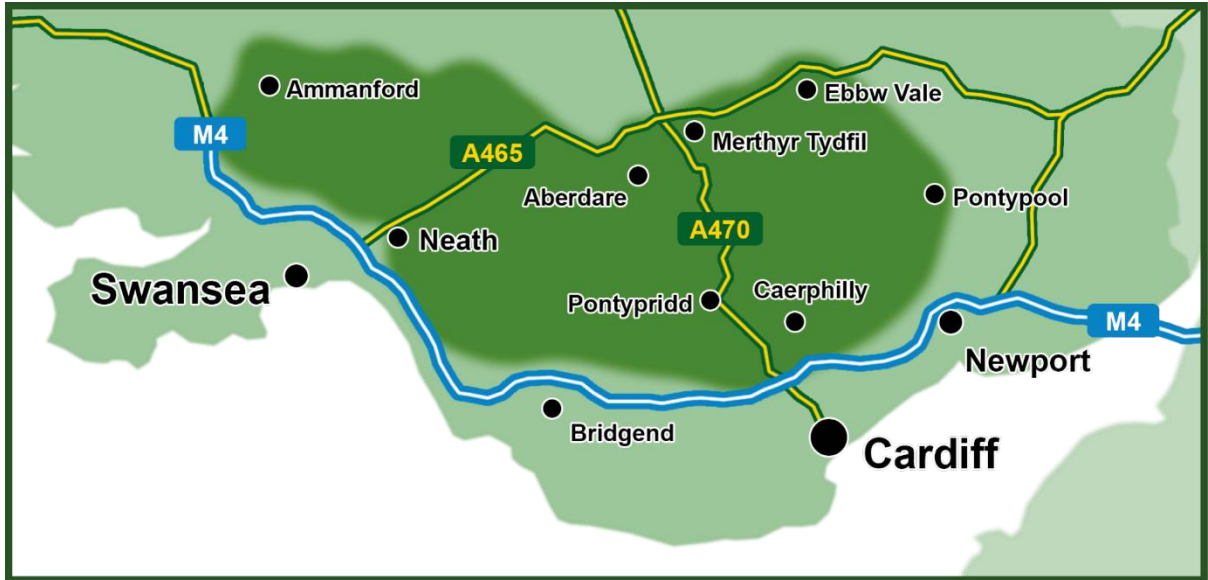 Ammanford
Ebbw Vale
M4
A465
Merthyr Tydfil
Aberdare
Pontypool
A470
Neath
Swansea
Caerphilly
Pontypridd
M4
Newport
Bridgend
Cardiff